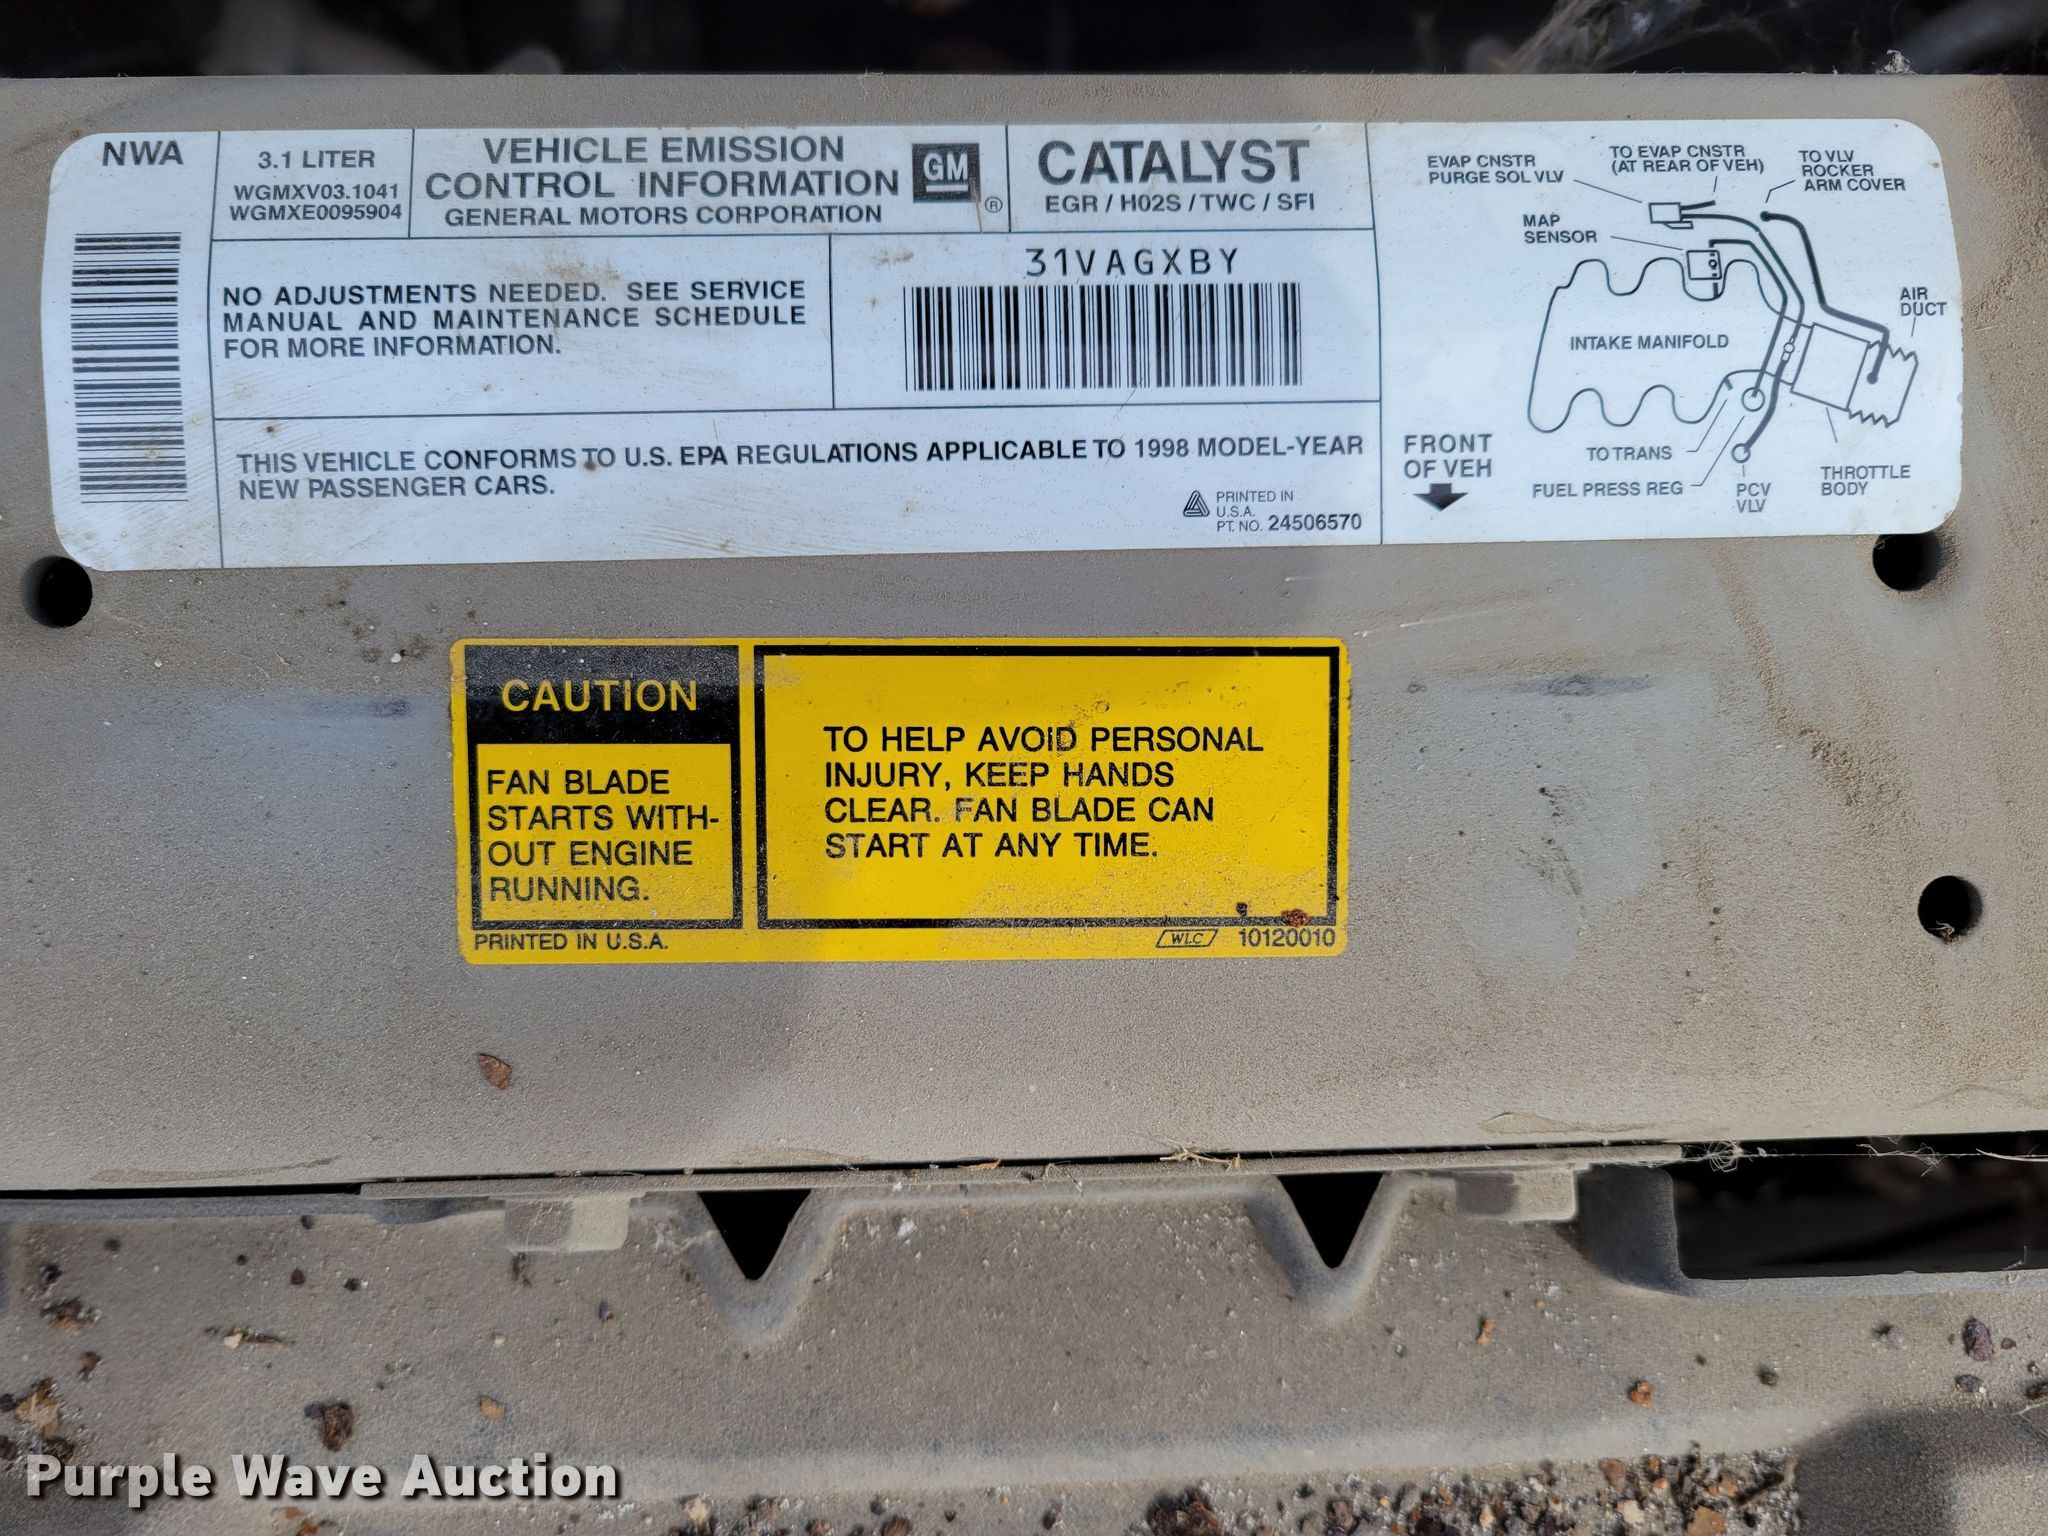 NWA
3.1 LITER
WGMXV03.1041
WGMXE0095904
VEHICLE EMISSION
CONTROL INFORMATION
GENERAL MOTORS CORPORATION
GM
®
CATALYST
EGR / H02S / TWC / SFI
NO ADJUSTMENTS NEEDED. SEE SERVICE
MANUAL AND MAINTENANCE SCHEDULE
FOR MORE INFORMATION.
31VAGXBY
THIS VEHICLE CONFORMS TO U.S. EPA REGULATIONS APPLICABLE TO 1998 MODEL-YEAR
NEW PASSENGER CARS.
PRINTED IN
U.S.A.
PT. NO. 24506570
EVAP CNSTR
PURGE SOL VLV
TO EVAP CNSTR
(AT REAR OF VEH)
TO VLV
ROCKER
ARM COVER
MAP
SENSOR
AIR
DUCT
INTAKE MANIFOLD
FRONT
OF VEH
TO TRANS
FUEL PRESS REG
PCV
VLV
THROTTLE
BODY
CAUTION
FAN BLADE
STARTS WITH-
OUT ENGINE
RUNNING.
TO HELP AVOID PERSONAL
INJURY, KEEP HANDS
CLEAR. FAN BLADE CAN
START AT ANY TIME.
PRINTED IN U.S.A.
WLC
10120010
Purple Wave Auction